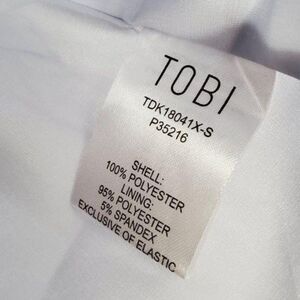 TOBI
TDK18041X-S
P35216
SHELL:
100% POLYESTER
LINING:
95% POLYESTER
5% SPANDEX
EXCLUSIVE OF ELASTIC